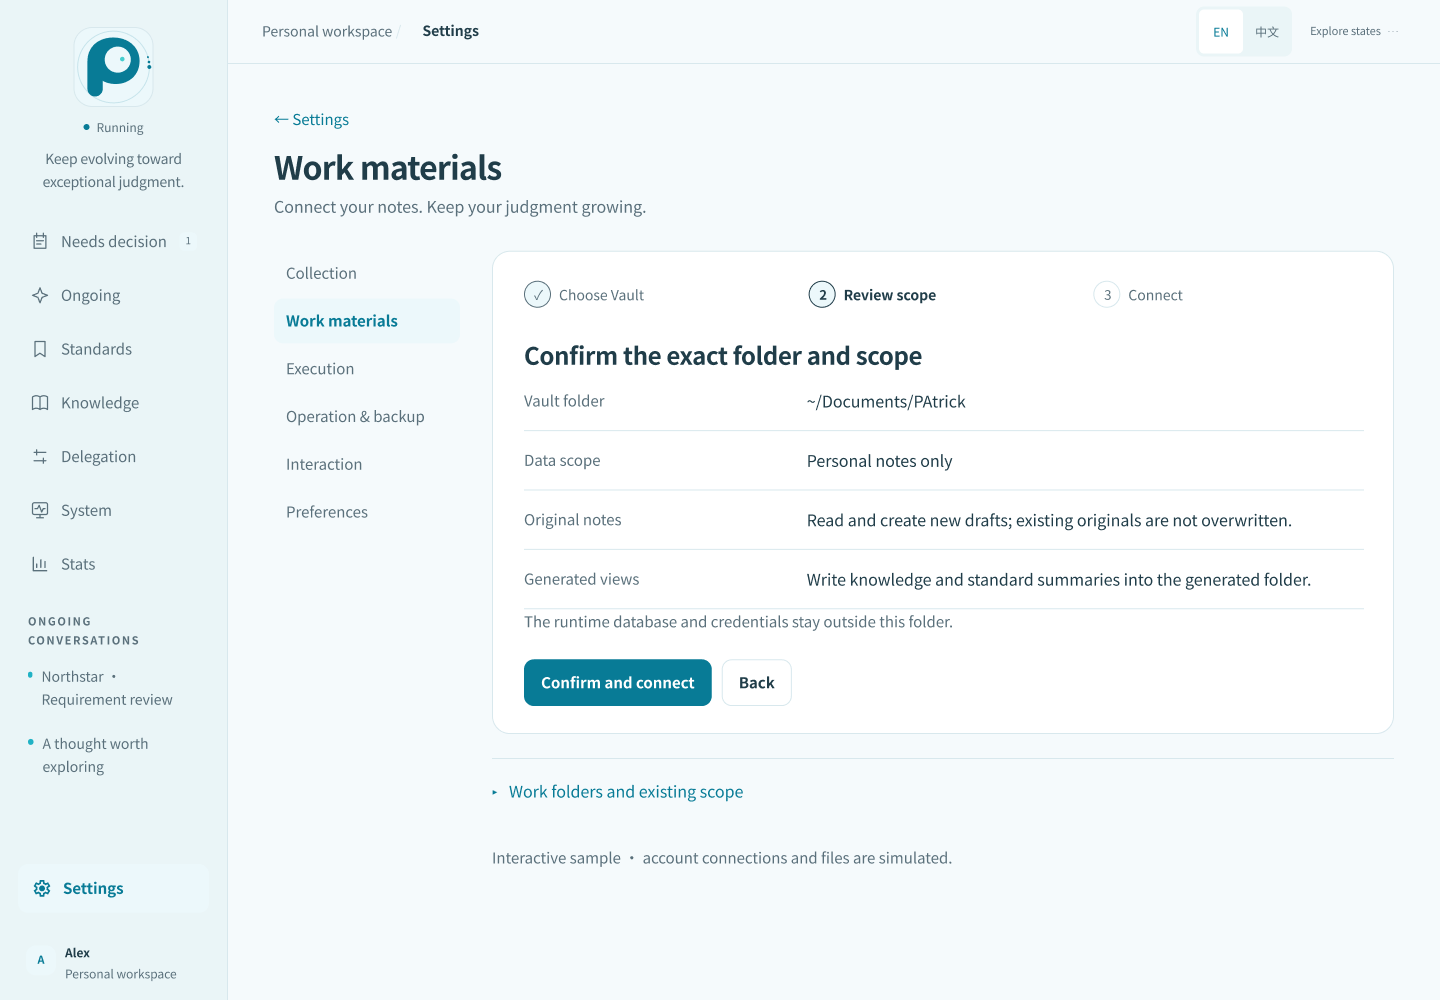 Running
Keep evolving toward
exceptional judgment.
Needs decision 1
Ongoing
Standards
Knowledge
Delegation
System
Stats
ONGOING
CONVERSATIONS
Northstar •
Requirement review
A thought worth
exploring
Settings
A
Alex
Personal workspace
Personal workspace / Settings
EN 中文 Explore states ···
← Settings
Work materials
Connect your notes. Keep your judgment growing.
Collection
Work materials
Execution
Operation & backup
Interaction
Preferences
✓ Choose Vault
2 Review scope
3 Connect
Confirm the exact folder and scope
Vault folder ~/Documents/PAtrick
Data scope Personal notes only
Original notes Read and create new drafts; existing originals are not overwritten.
Generated views Write knowledge and standard summaries into the generated folder.
The runtime database and credentials stay outside this folder.
Confirm and connect Back
▸ Work folders and existing scope
Interactive sample • account connections and files are simulated.